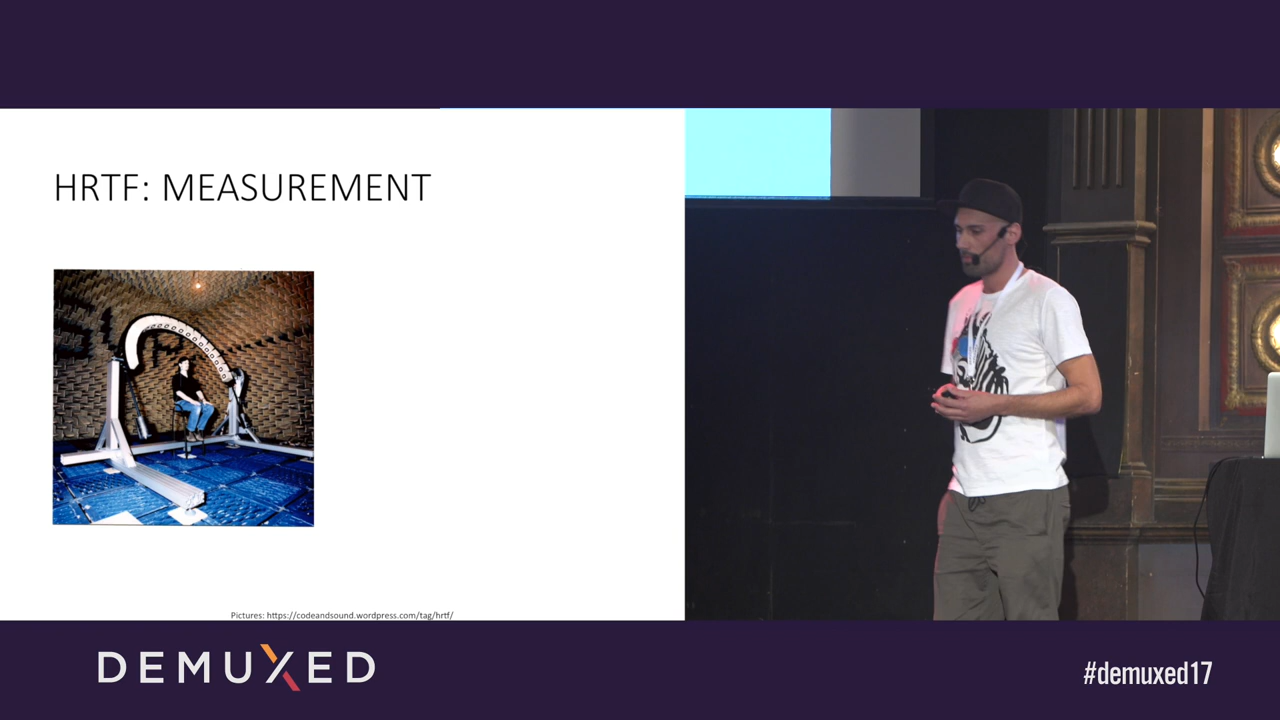 HRTF: MEASUREMENT
Pictures: https://codeandsound.wordpress.com/tag/hrtf/
DEMUXED
#demuxed17